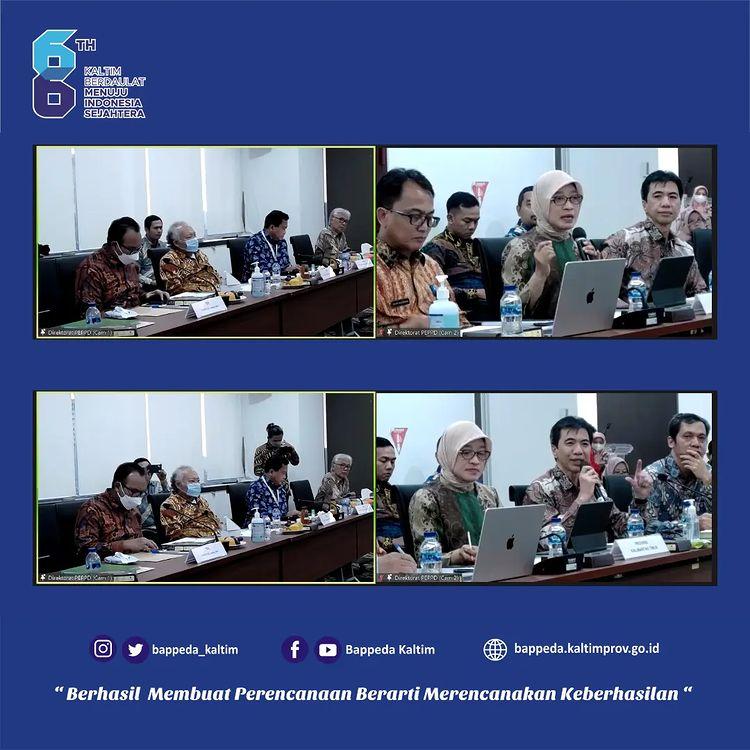 66 TH
KALTIM
BERDAULAT
MENUJU
INDONESIA
SEJAHTERA
Direktorat PEPPD (Cam 1)
Direktorat PEPPD (Cam 2)
Direktorat PEPPD (Cam 1)
Direktorat PEPPD (Cam 2)
PROVINSI
KALIMANTAN TIMUR
bappeda_kaltim
Bappeda Kaltim
bappeda.kaltimprov.go.id
“ Berhasil Membuat Perencanaan Berarti Merencanakan Keberhasilan “